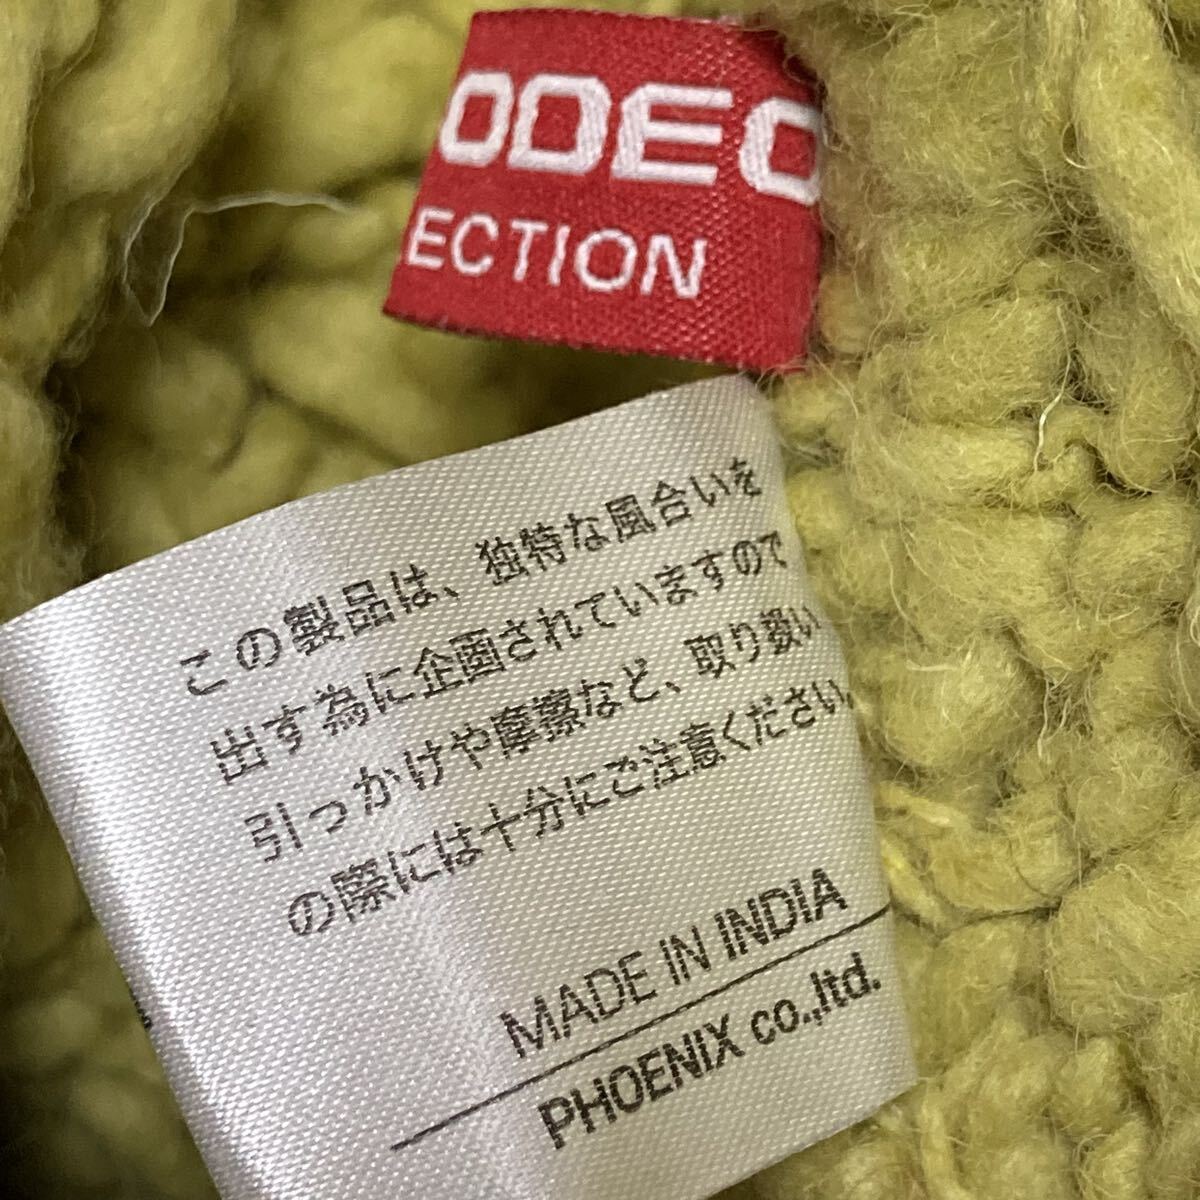 ODEO
ECTION
この製品は、独特な風合いを
出す為に企画されていますので
引っかけや摩擦など、取り扱い
の際には十分にご注意ください。
MADE IN INDIA
PHOENIX co.,ltd.